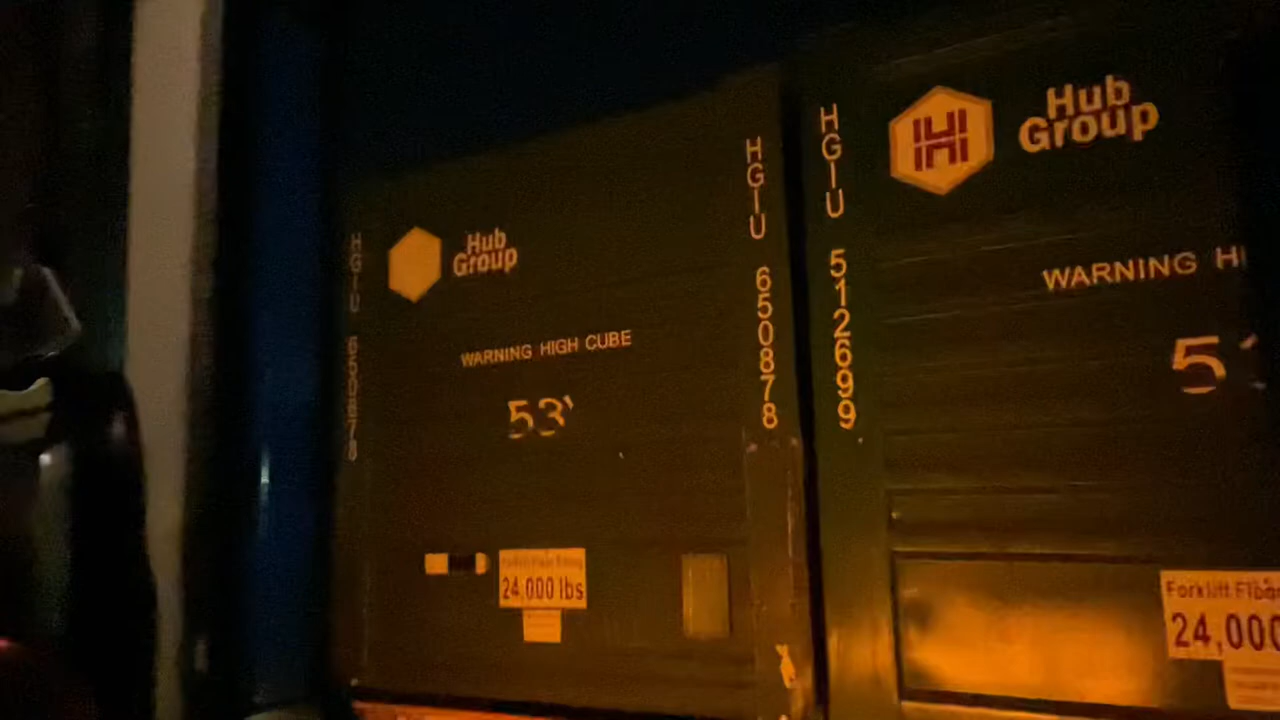 HGIU 650878
Hub
Group
WARNING HIGH CUBE
53'
24,000 lbs
HGIU 650878
HGIU 512699
Hub
Group
WARNING
5
Forklift
24,000